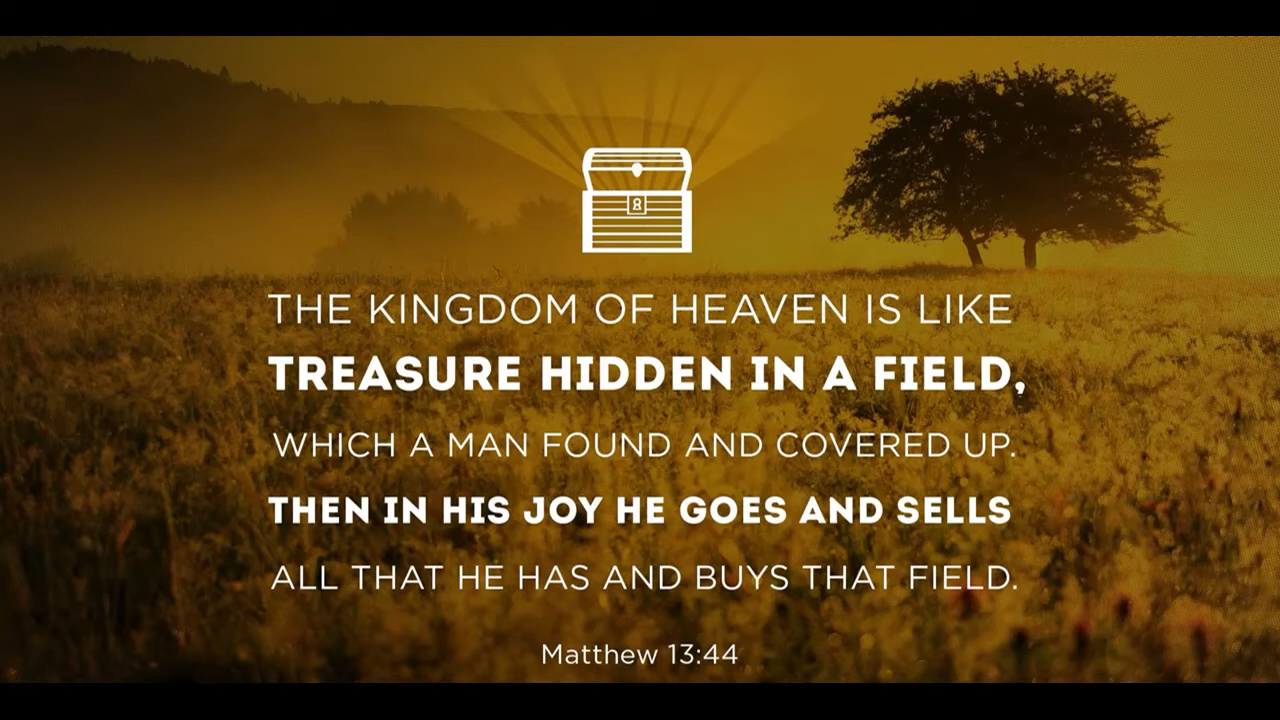 THE KINGDOM OF HEAVEN IS LIKE
TREASURE HIDDEN IN A FIELD,
WHICH A MAN FOUND AND COVERED UP.
THEN IN HIS JOY HE GOES AND SELLS
ALL THAT HE HAS AND BUYS THAT FIELD.
Matthew 13:44